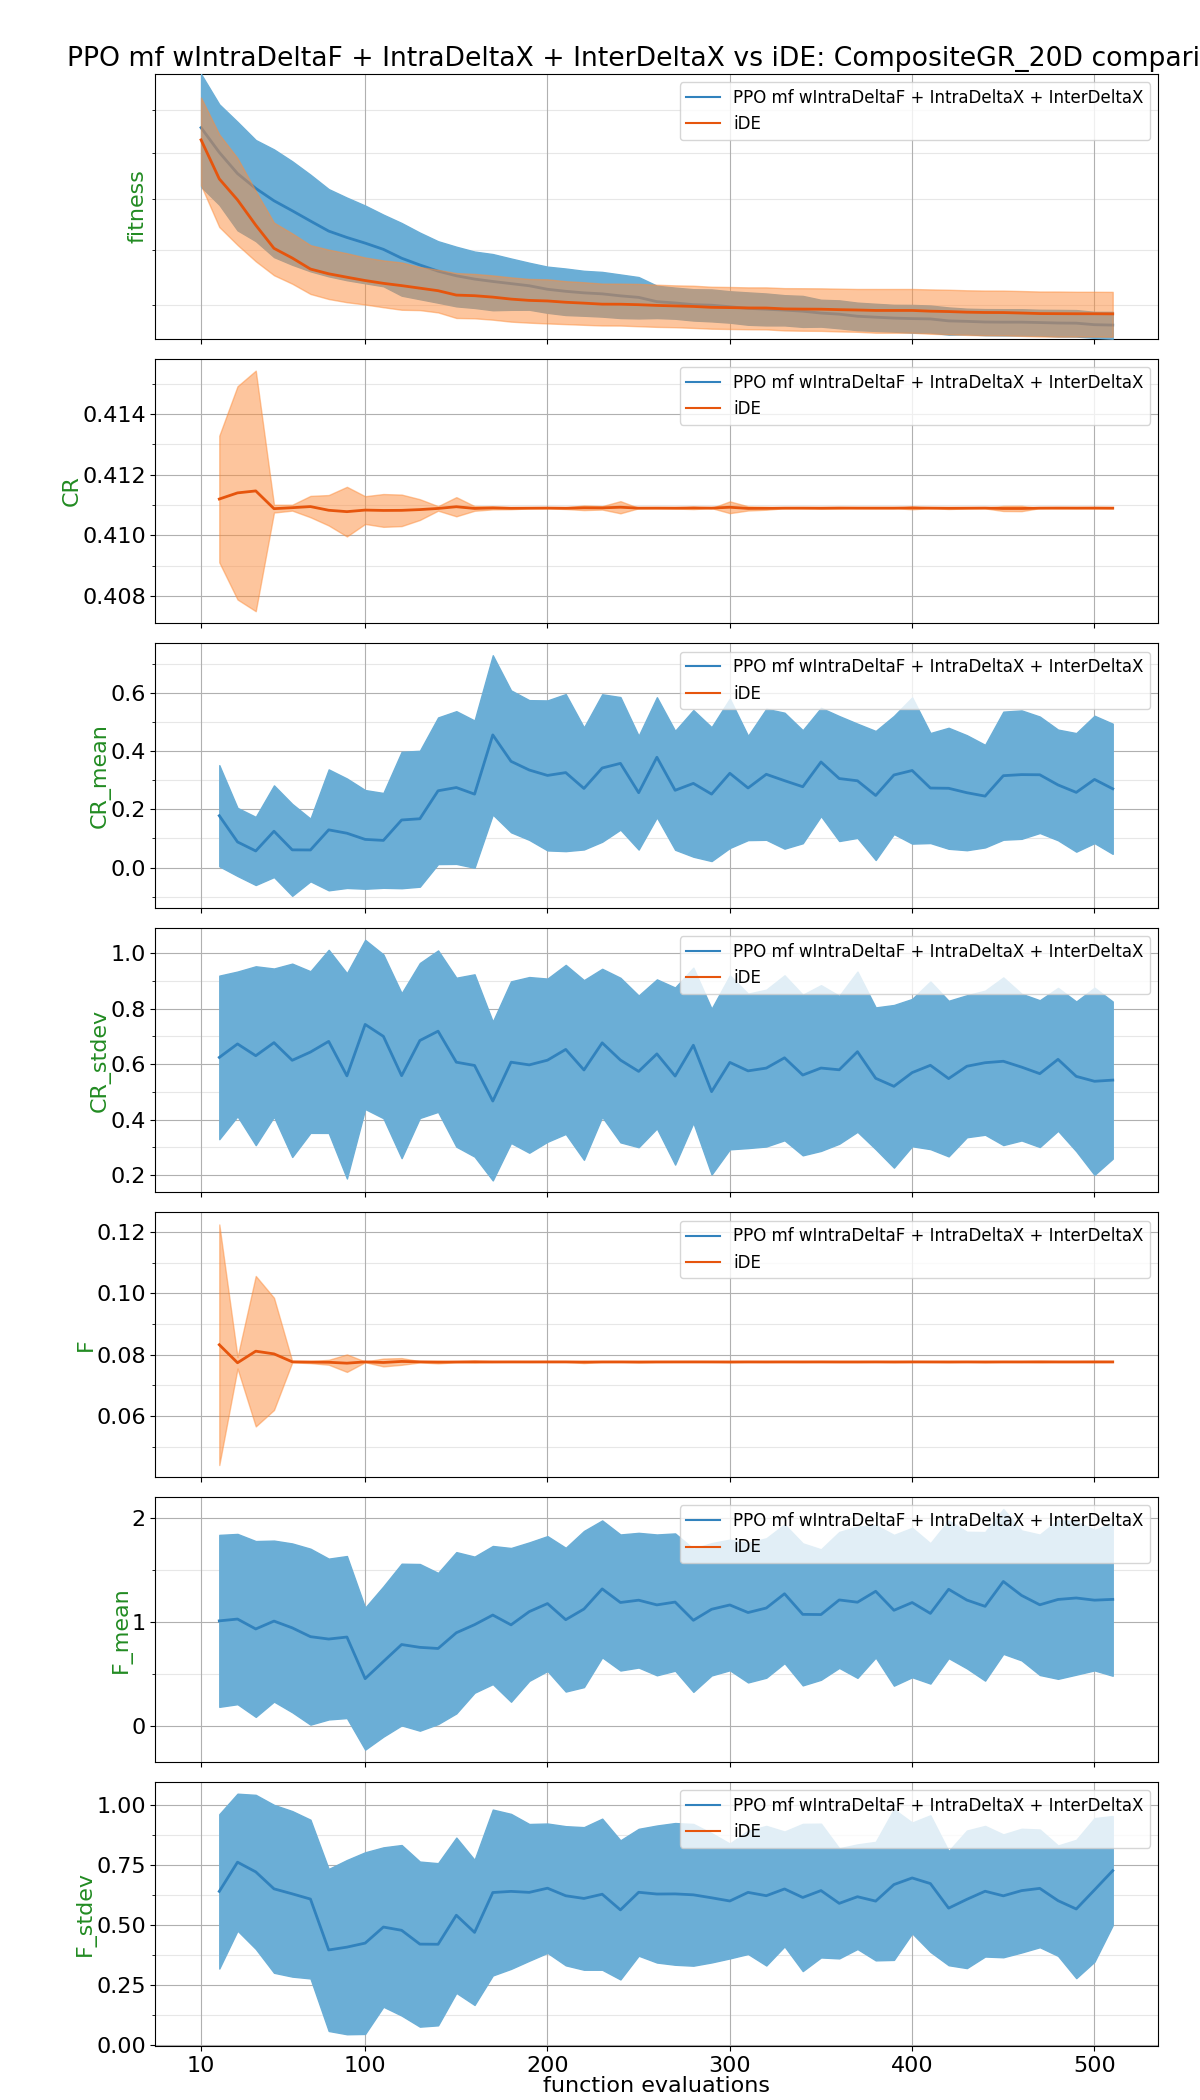 PPO mf wIntraDeltaF + IntraDeltaX + InterDeltaX vs iDE: CompositeGR_20D compari
fitness
PPO mf wIntraDeltaF + IntraDeltaX + InterDeltaX
iDE
CR
0.414
0.412
0.410
0.408
PPO mf wIntraDeltaF + IntraDeltaX + InterDeltaX
iDE
CR_mean
0.6
0.4
0.2
0.0
PPO mf wIntraDeltaF + IntraDeltaX + InterDeltaX
iDE
CR_stdev
1.0
0.8
0.6
0.4
0.2
PPO mf wIntraDeltaF + IntraDeltaX + InterDeltaX
iDE
F
0.12
0.10
0.08
0.06
PPO mf wIntraDeltaF + IntraDeltaX + InterDeltaX
iDE
F_mean
2
1
0
PPO mf wIntraDeltaF + IntraDeltaX + InterDeltaX
iDE
F_stdev
1.00
0.75
0.50
0.25
0.00
PPO mf wIntraDeltaF + IntraDeltaX + InterDeltaX
iDE
10 100 200 300 400 500
function evaluations